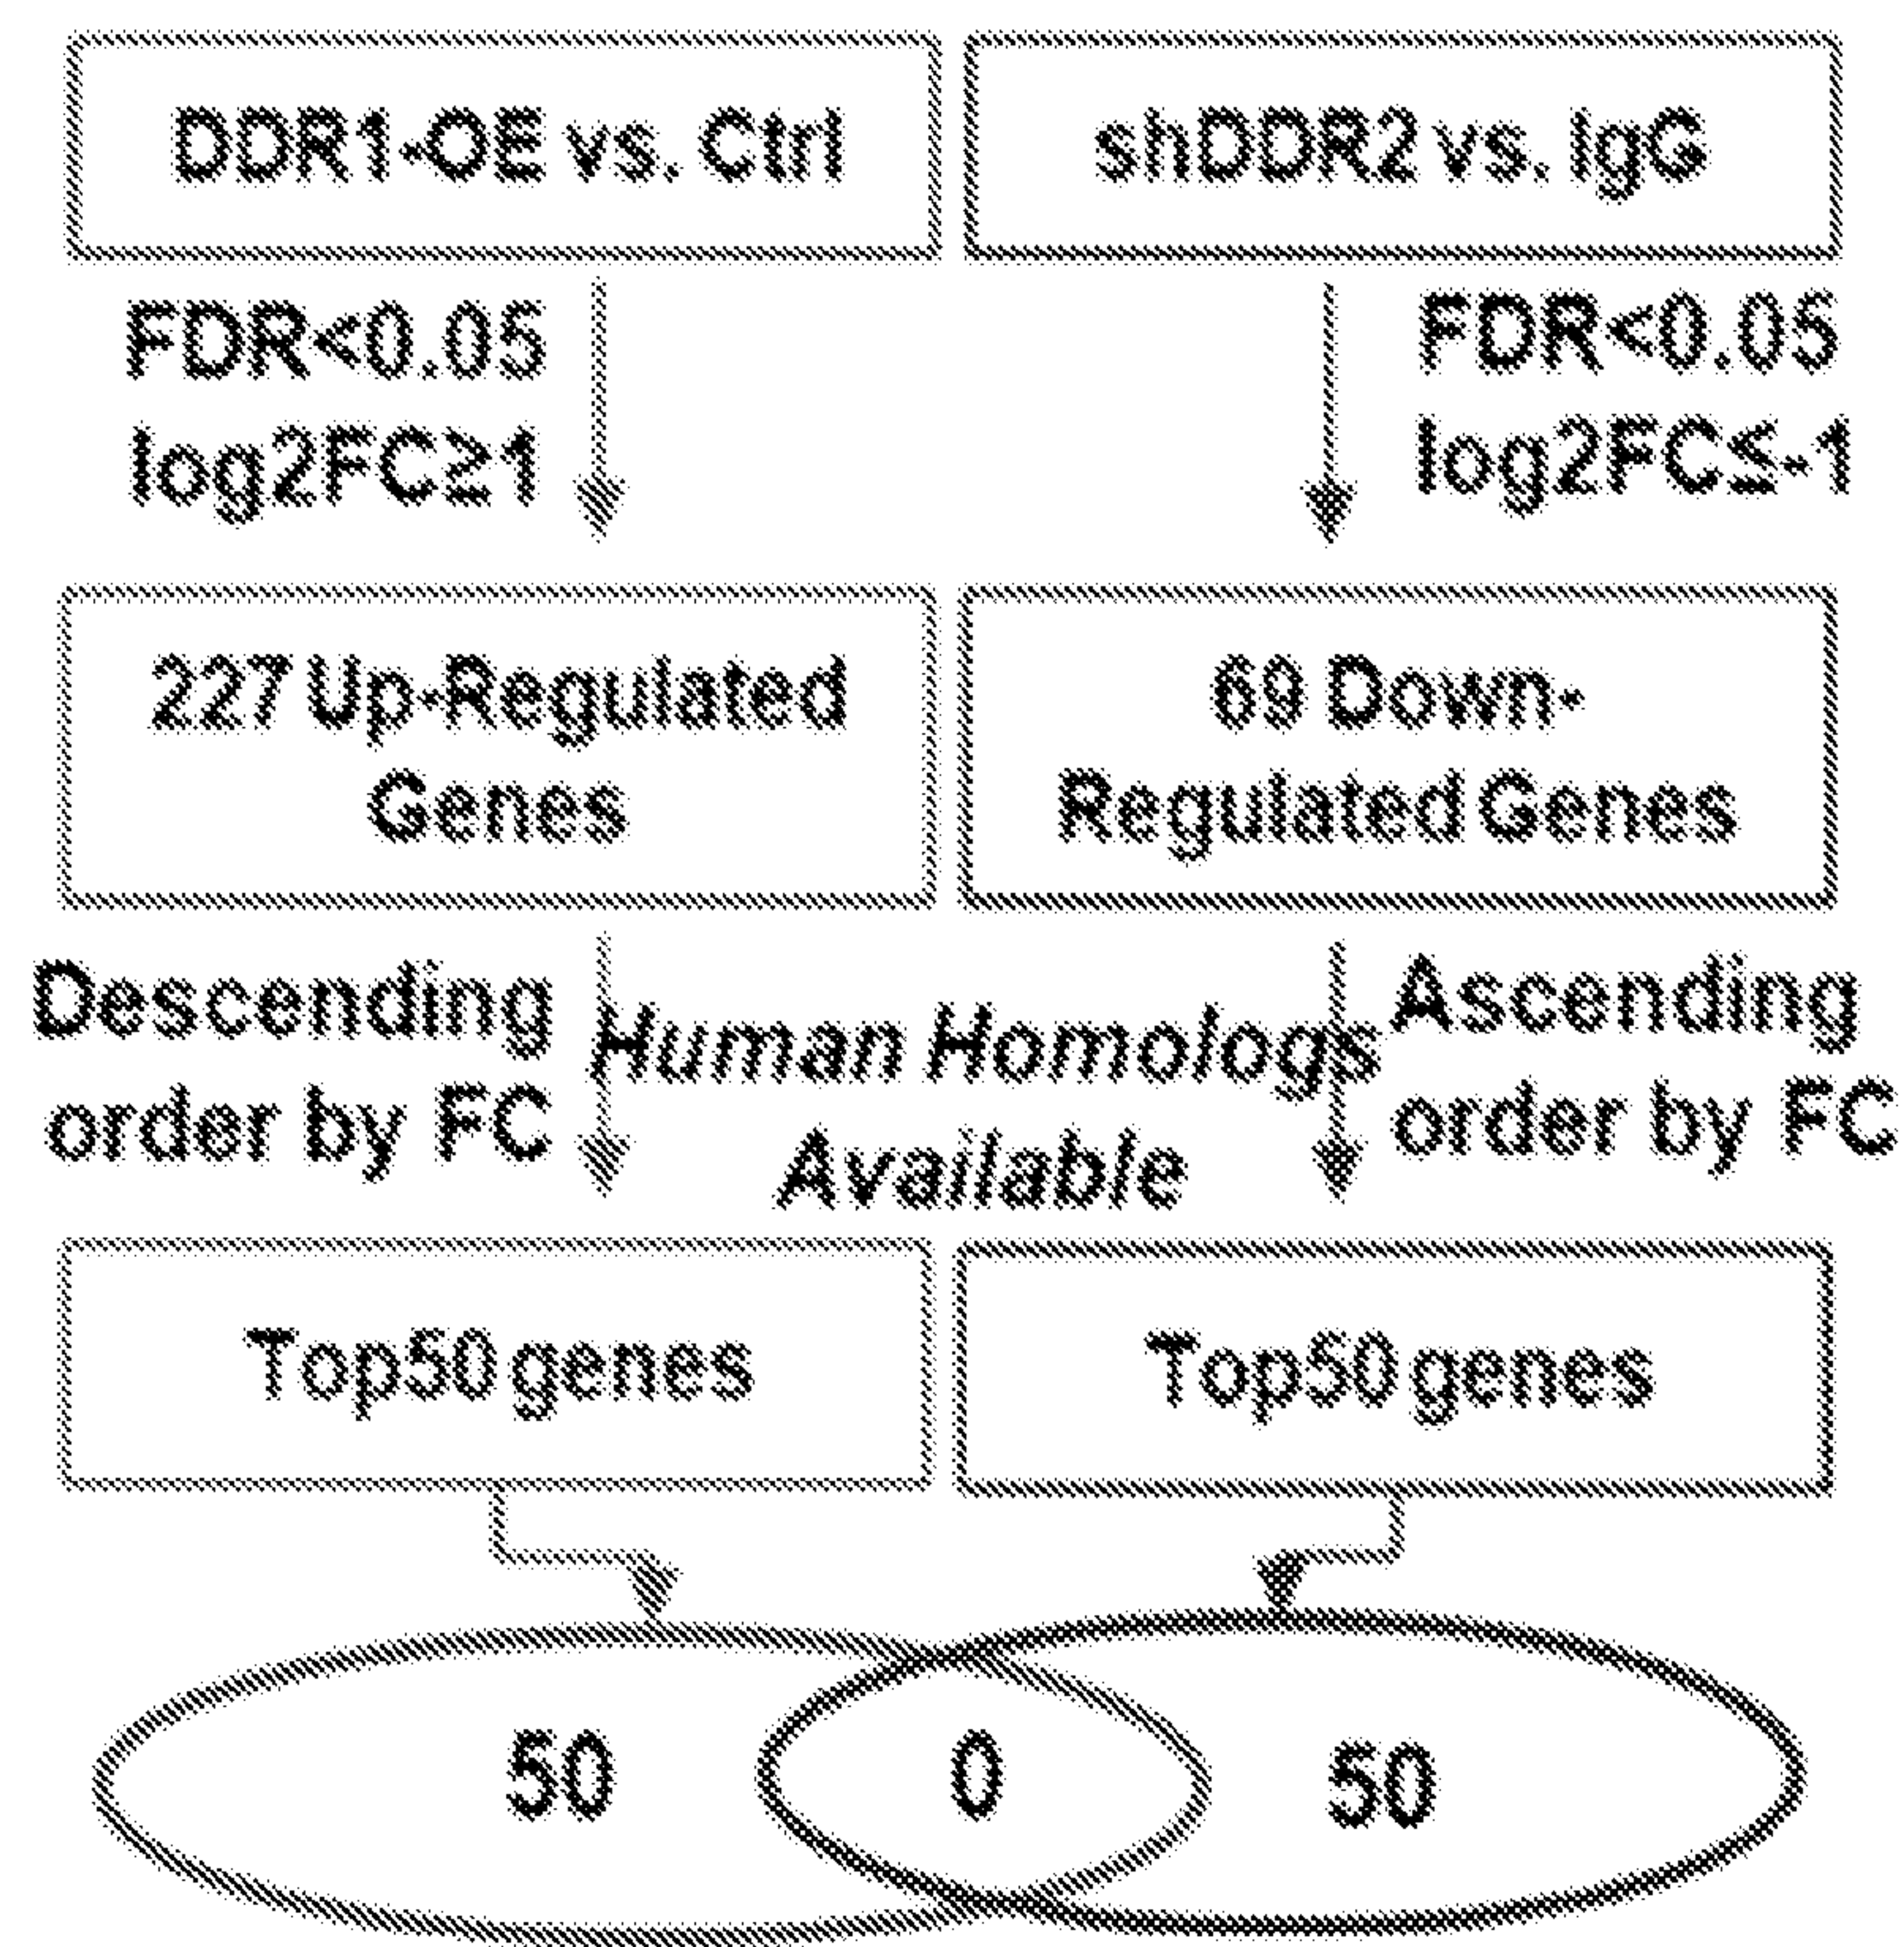 DDR1-OE vs. Ctrl
shDDR2 vs. IgG
FDR<0.05
log2FC≥1
FDR<0.05
log2FC≤-1
227 Up-Regulated
Genes
69 Down-
Regulated Genes
Descending
order by FC
Human Homologs
Available
Ascending
order by FC
Top50 genes
Top50 genes
50
0
50